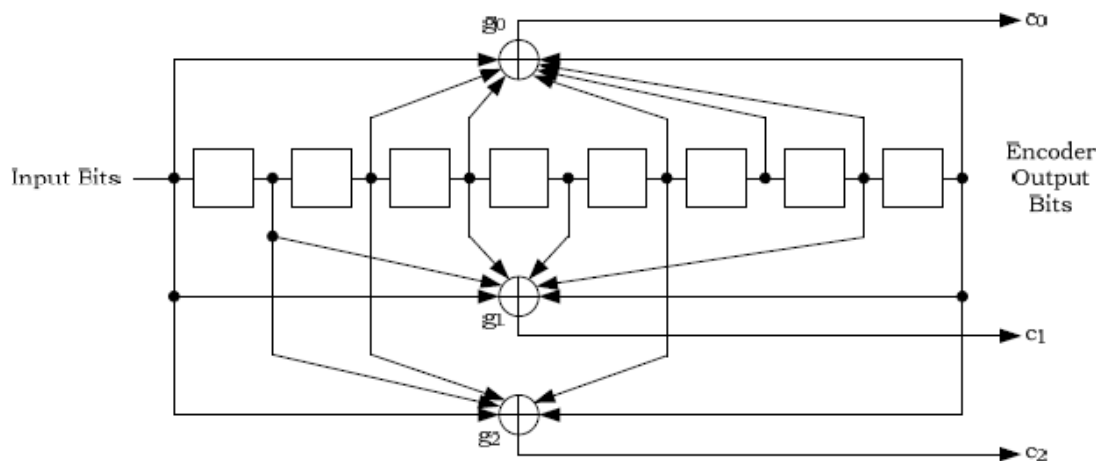 g0
c0
Input Bits
Encoder
Output
Bits
g1
c1
g2
c2